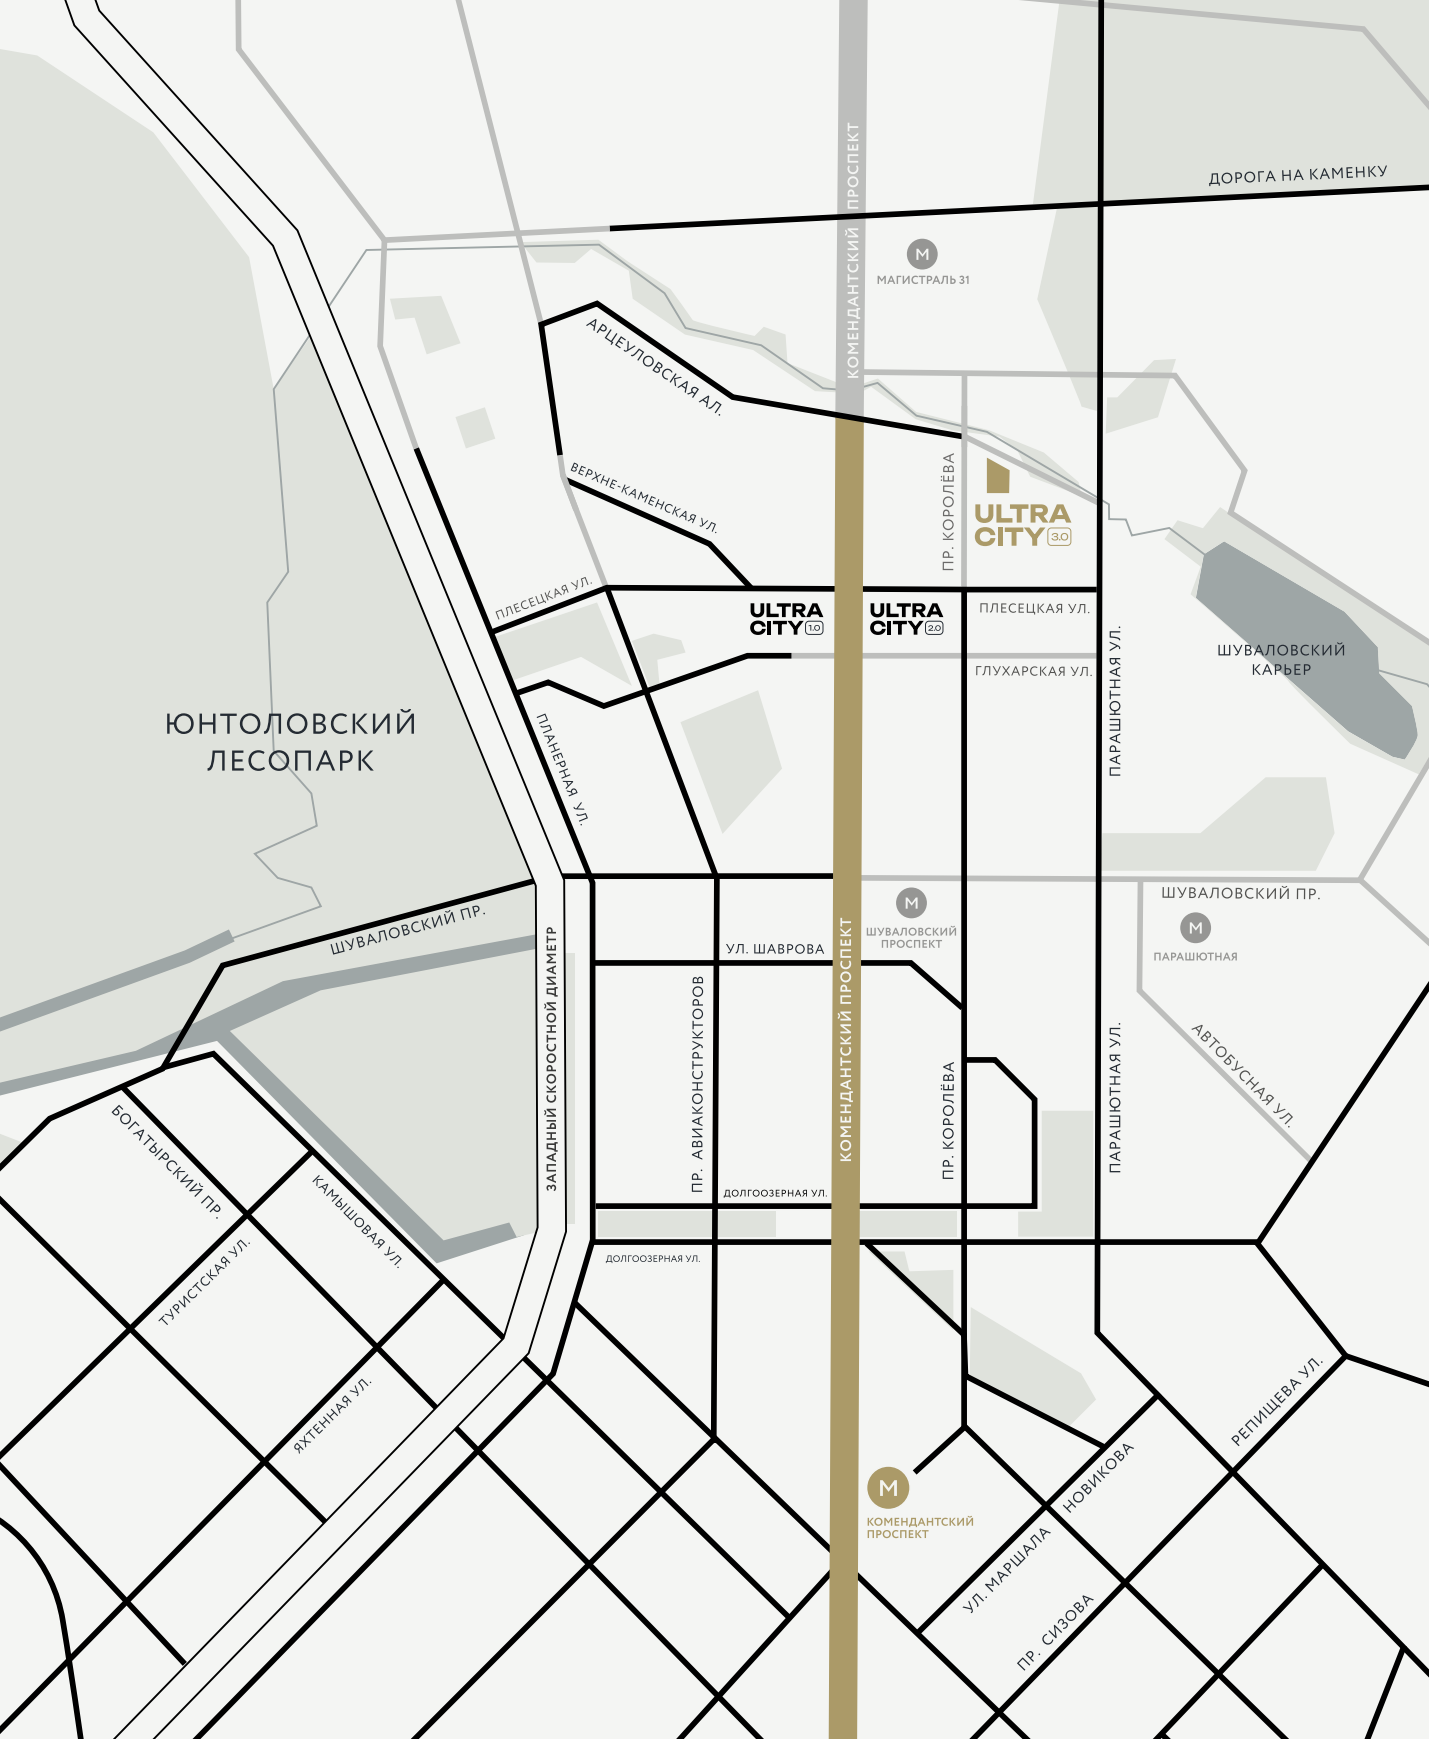 КОМЕНДАНТСКИЙ ПРОСПЕКТ
ДОРОГА НА КАМЕНКУ
М
МАГИСТРАЛЬ 31
КОМЕНДАНТСКИЙ ПРОСПЕКТ
АРЦЕУЛОВСКАЯ АЛ.
ВЕРХНЕ-КАМЕНСКАЯ УЛ.
ПР. КОРОЛЁВА
ULTRA
CITY 3.0
ПЛЕСЕЦКАЯ УЛ.
ULTRA
CITY 1.0
ULTRA
CITY 2.0
ПЛЕСЕЦКАЯ УЛ.
ПАРАШЮТНАЯ УЛ.
ШУВАЛОВСКИЙ
КАРЬЕР
ГЛУХАРСКАЯ УЛ.
ЮНТОЛОВСКИЙ
ЛЕСОПАРК
ПЛАНЕРНАЯ УЛ.
ШУВАЛОВСКИЙ ПР.
М
ШУВАЛОВСКИЙ
ПРОСПЕКТ
ШУВАЛОВСКИЙ ПР.
М
ПАРАШЮТНАЯ
УЛ. ШАВРОВА
ЗАПАДНЫЙ СКОРОСТНОЙ ДИАМЕТР
ПР. АВИАКОНСТРУКТОРОВ
КОМЕНДАНТСКИЙ ПРОСПЕКТ
ПР. КОРОЛЁВА
ПАРАШЮТНАЯ УЛ.
АВТОБУСНАЯ УЛ.
БОГАТЫРСКИЙ ПР.
КАМЫШОВАЯ УЛ.
ДОЛГООЗЕРНАЯ УЛ.
ДОЛГООЗЕРНАЯ УЛ.
ТУРИСТСКАЯ УЛ.
ЯХТЕННАЯ УЛ.
РЕПИЩЕВА УЛ.
М
КОМЕНДАНТСКИЙ
ПРОСПЕКТ
УЛ. МАРШАЛА НОВИКОВА
ПР. СИЗОВА